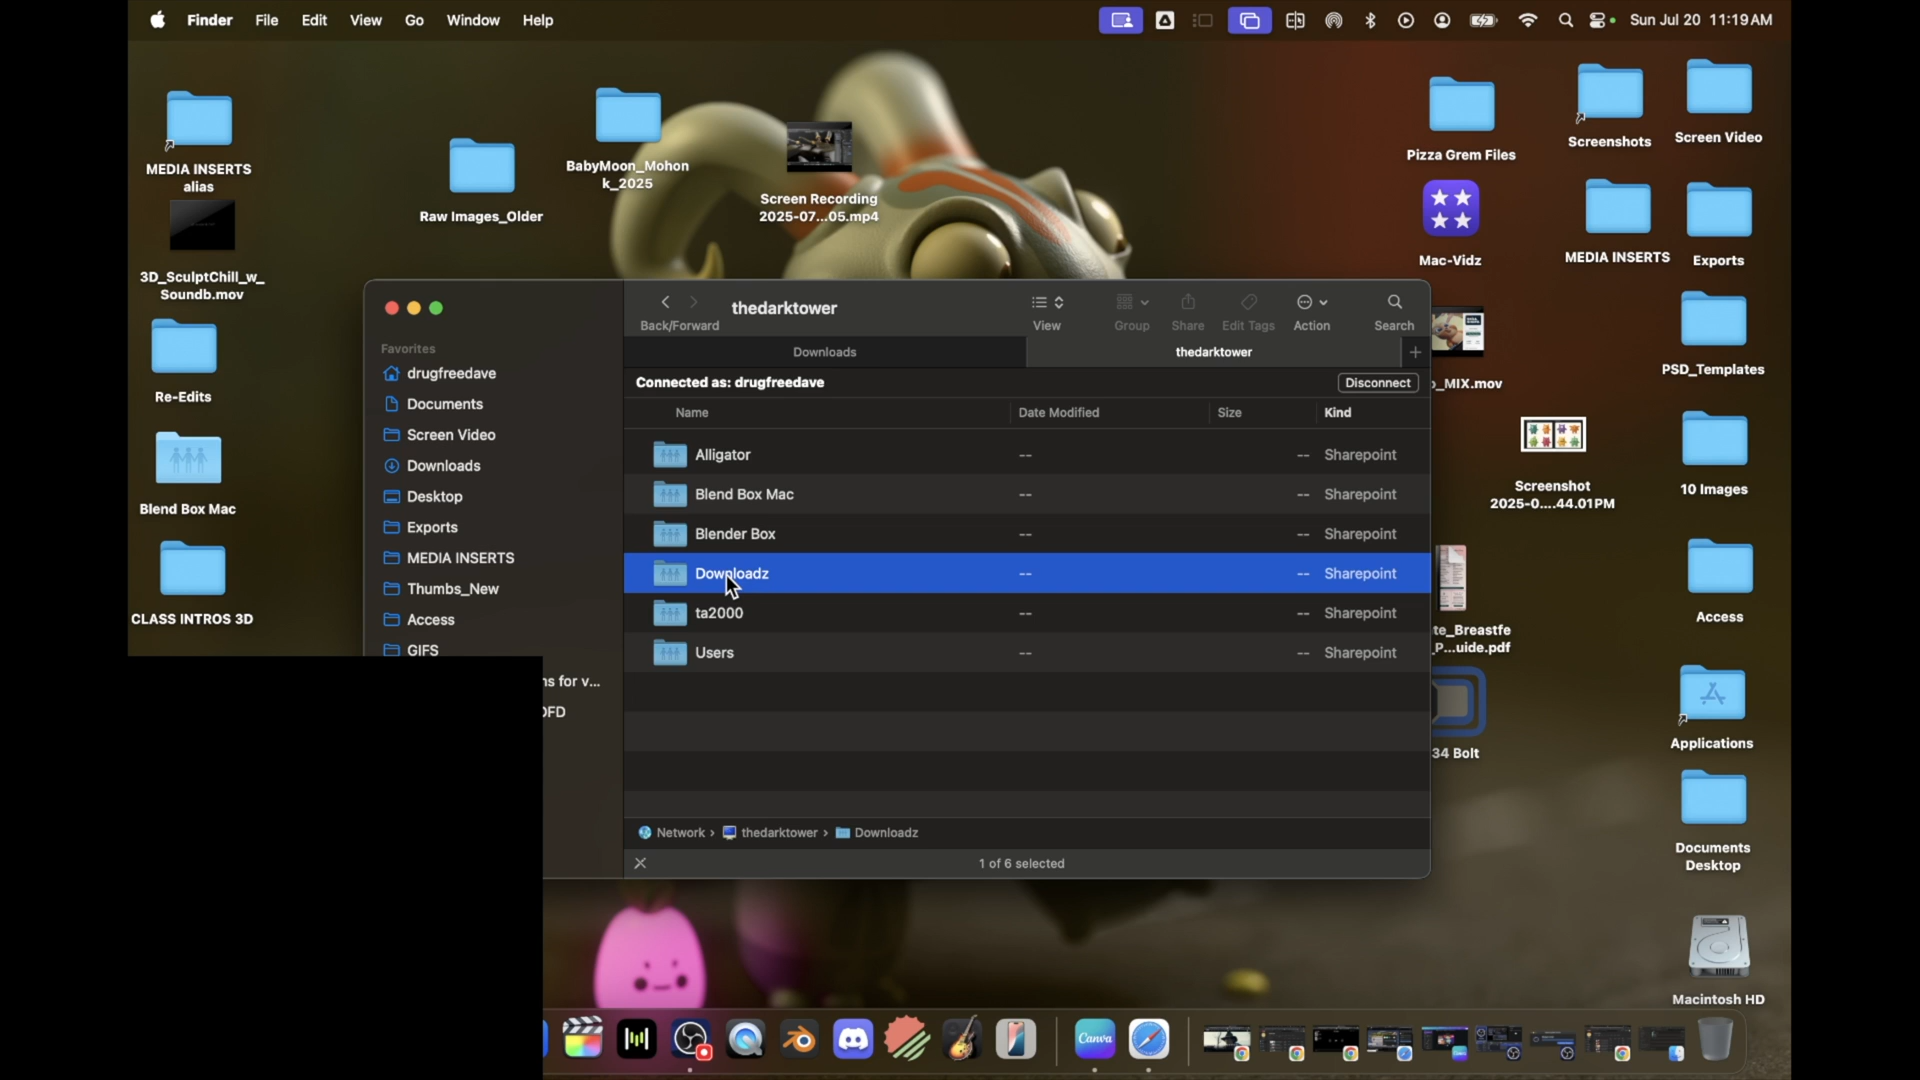 Finder File Edit View Go Window Help
Sun Jul 20 11:19 AM
MEDIA INSERTS
alias
3D_SculptChill_w_
Soundb.mov
Re-Edits
Blend Box Mac
CLASS INTROS 3D
Raw Images_Older
BabyMoon_Mohon
k_2025
Screen Recording
2025-07...05.mp4
Pizza Grem Files
Screenshots
Screen Video
Mac-Vidz
MEDIA INSERTS
Exports
_MIX.mov
PSD_Templates
Screenshot
2025-0....44.01PM
10 Images
te_Breastfe
_P...uide.pdf
Access
34 Bolt
Applications
Documents
Desktop
Macintosh HD
Favorites
drugfreedave
Documents
Screen Video
Downloads
Desktop
Exports
MEDIA INSERTS
Thumbs_New
Access
GIFS
ns for v...
DFD
Back/Forward
thedarktower
View
Group
Share
Edit Tags
Action
Search
Downloads
thedarktower
Connected as: drugfreedave
Disconnect
Name Date Modified Size Kind
Alligator -- -- Sharepoint
Blend Box Mac -- -- Sharepoint
Blender Box -- -- Sharepoint
Downloadz -- -- Sharepoint
ta2000 -- -- Sharepoint
Users -- -- Sharepoint
Network › thedarktower › Downloadz
1 of 6 selected
Canva